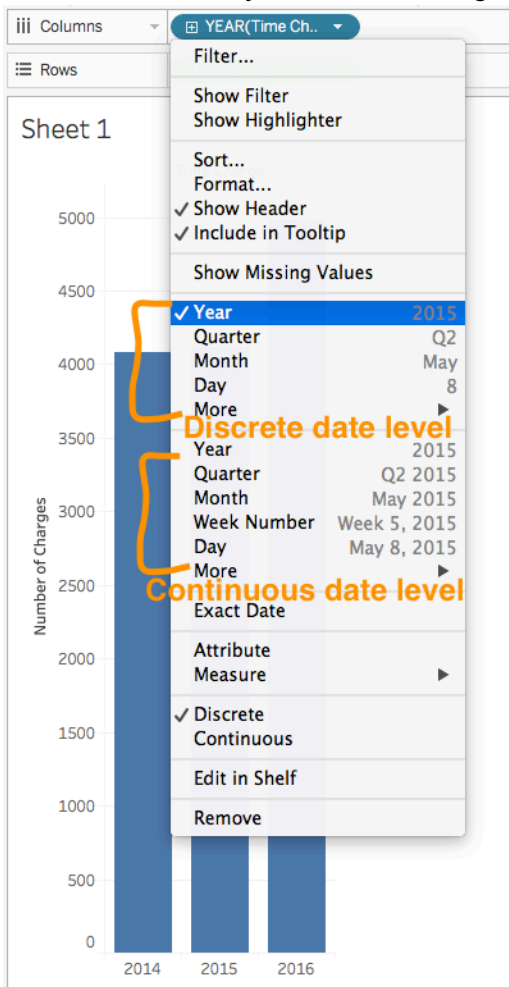 Columns
YEAR(Time Ch..
Rows
Filter...
Show Filter
Show Highlighter
Sort...
Format...
Show Header
Include in Tooltip
Show Missing Values
Year 2015
Quarter Q2
Month May
Day 8
More
Discrete date level
Year 2015
Quarter Q2 2015
Month May 2015
Week Number Week 5, 2015
Day May 8, 2015
More
Continuous date level
Exact Date
Attribute
Measure
Discrete
Continuous
Edit in Shelf
Remove
Sheet 1
Number of Charges
5000
4500
4000
3500
3000
2500
2000
1500
1000
500
0
2014 2015 2016